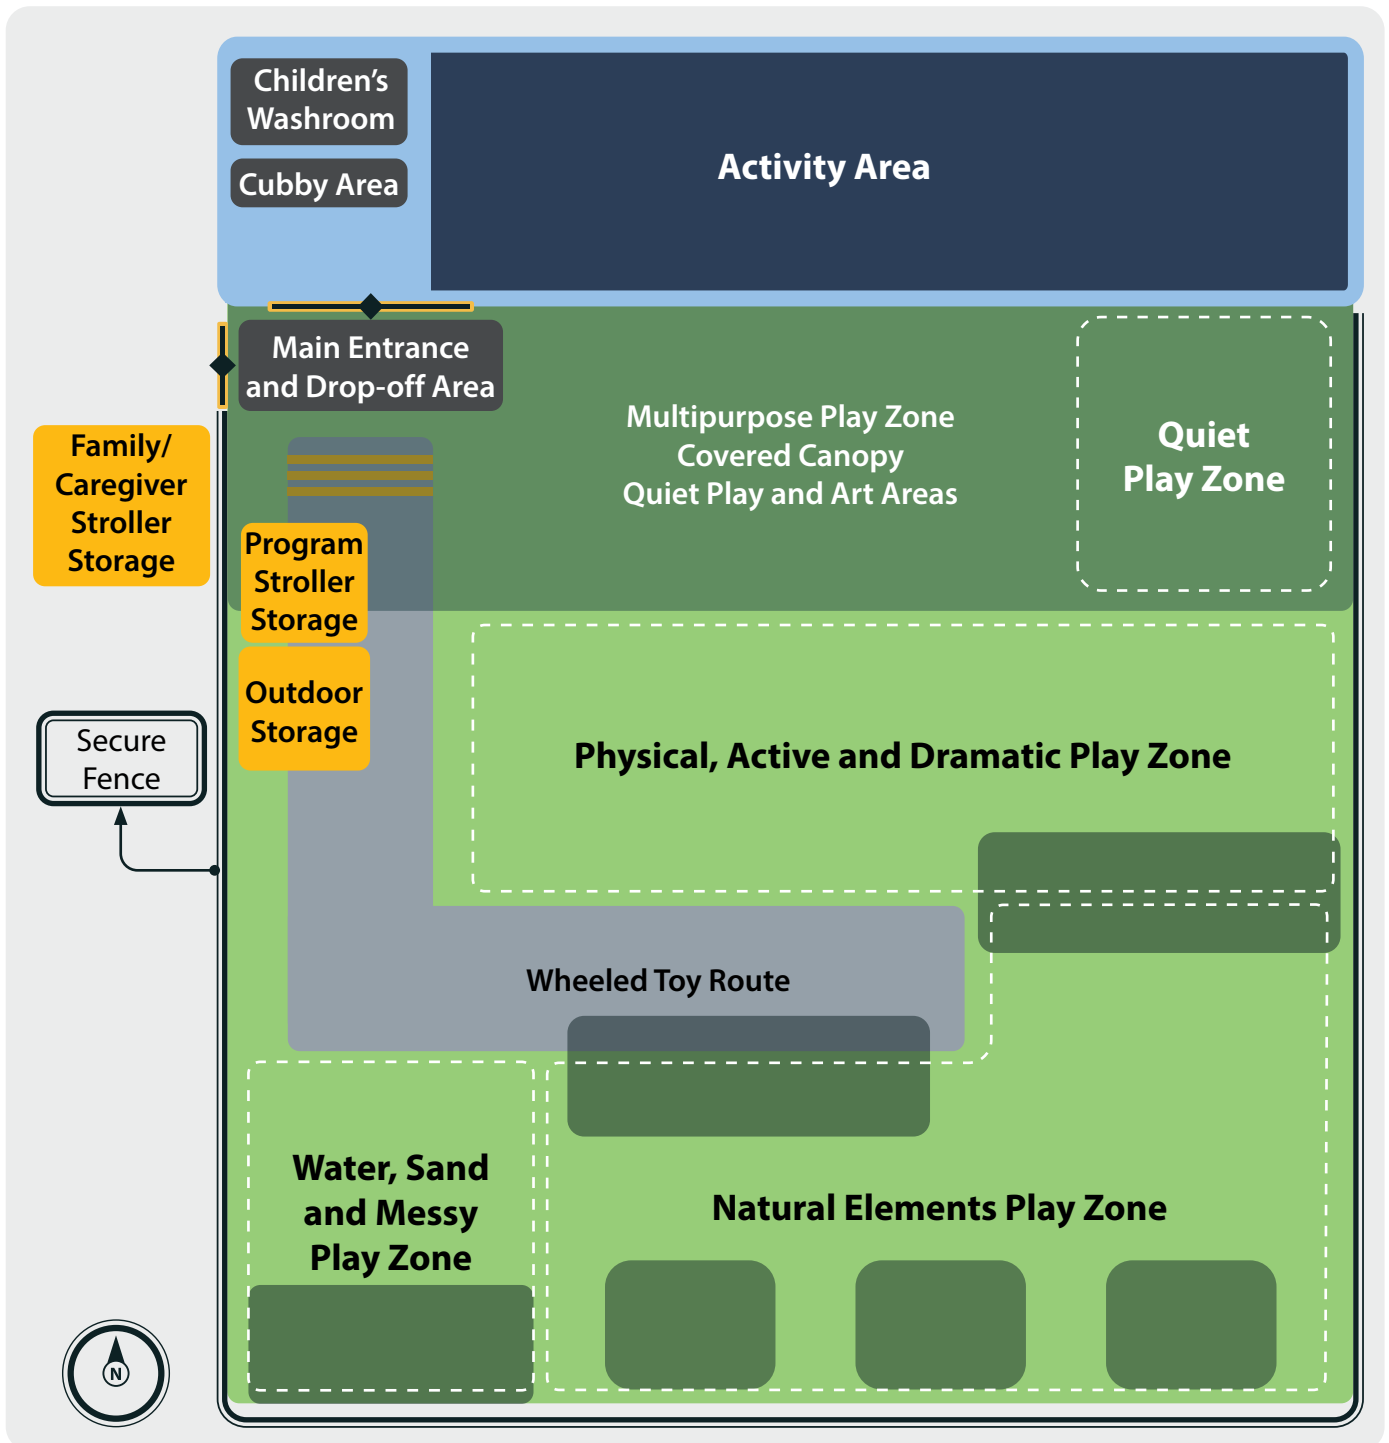 Children’s
Washroom
Cubby Area
Activity Area
Main Entrance
and Drop-off Area
Multipurpose Play Zone
Covered Canopy
Quiet Play and Art Areas
Quiet
Play Zone
Family/
Caregiver
Stroller
Storage
Program
Stroller
Storage
Outdoor
Storage
Secure
Fence
Physical, Active and Dramatic Play Zone
Wheeled Toy Route
Water, Sand
and Messy
Play Zone
Natural Elements Play Zone
N